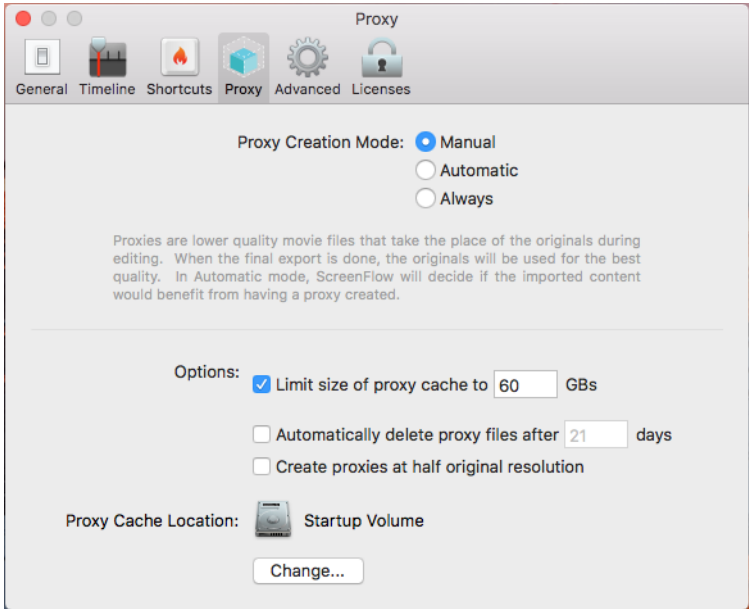 Proxy
General Timeline Shortcuts Proxy Advanced Licenses
Proxy Creation Mode: Manual
Automatic
Always
Proxies are lower quality movie files that take the place of the originals during
editing. When the final export is done, the originals will be used for the best
quality. In Automatic mode, ScreenFlow will decide if the imported content
would benefit from having a proxy created.
Options: Limit size of proxy cache to 60 GBs
Automatically delete proxy files after 21 days
Create proxies at half original resolution
Proxy Cache Location: Startup Volume
Change...